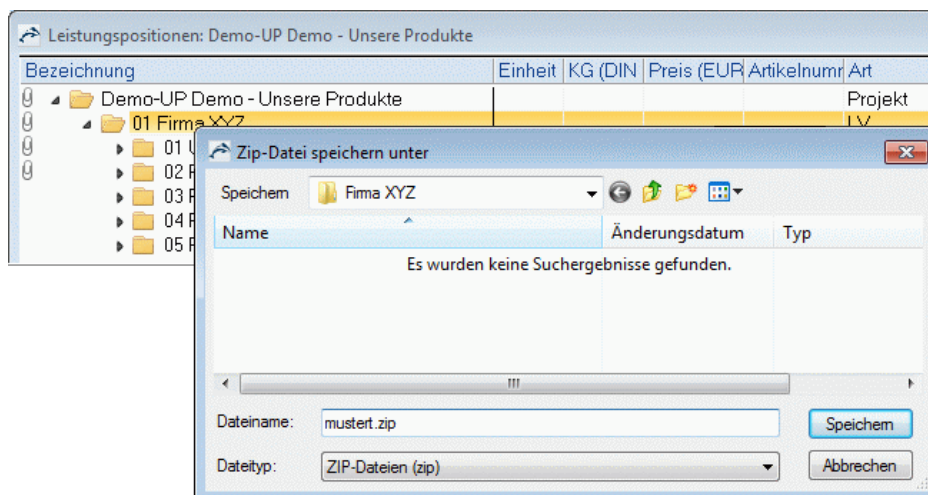 Leistungspositionen: Demo-UP Demo - Unsere Produkte
Bezeichnung Einheit KG (DIN Preis (EUR Artikelnumr Art
Demo-UP Demo - Unsere Produkte Projekt
01 Firma XYZ LV
01
02
03
04
05
Zip-Datei speichern unter
Speichern Firma XYZ
Name Änderungsdatum Typ
Es wurden keine Suchergebnisse gefunden.
Dateiname: mustert.zip Speichern
Dateityp: ZIP-Dateien (zip) Abbrechen